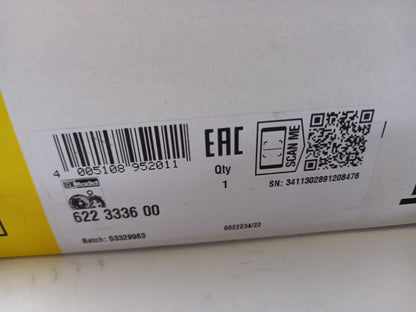 4 005108 952011
EAC
SCAN ME
Qty
1
SN: 3411302891208476
622 3336 00
Batch: 53329963
6022234/22